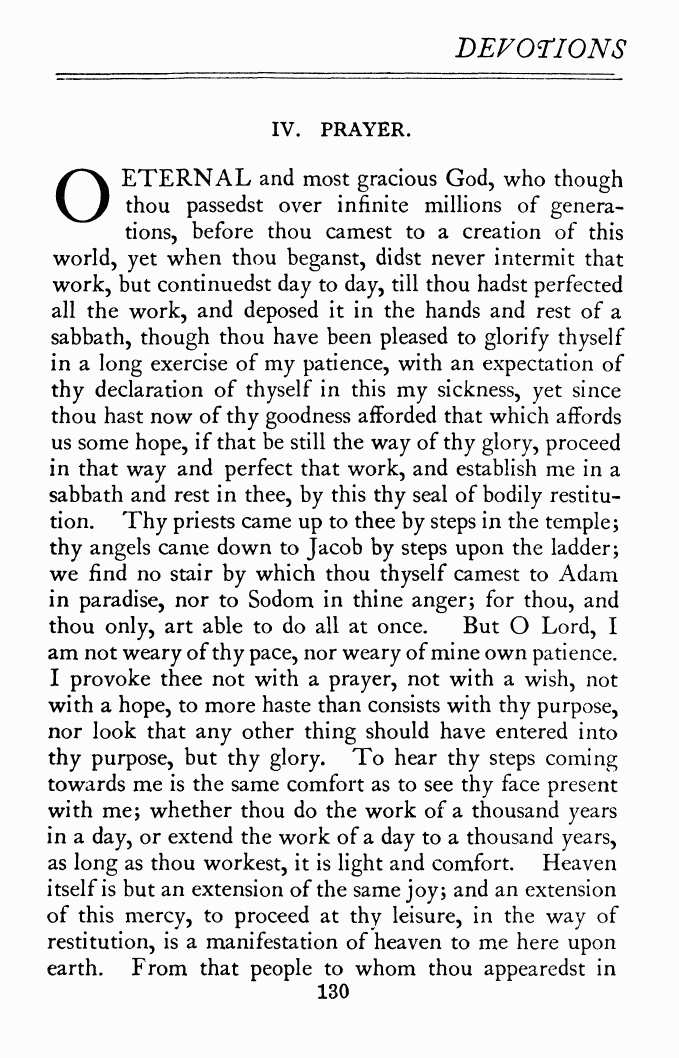 DEVOTIONS
IV. PRAYER.
O ETERNAL and most gracious God, who though
thou passedst over infinite millions of genera-
tions, before thou camest to a creation of this
world, yet when thou beganst, didst never intermit that
work, but continuedst day to day, till thou hadst perfected
all the work, and deposed it in the hands and rest of a
sabbath, though thou have been pleased to glorify thyself
in a long exercise of my patience, with an expectation of
thy declaration of thyself in this my sickness, yet since
thou hast now of thy goodness afforded that which affords
us some hope, if that be still the way of thy glory, proceed
in that way and perfect that work, and establish me in a
sabbath and rest in thee, by this thy seal of bodily restitu-
tion. Thy priests came up to thee by steps in the temple;
thy angels came down to Jacob by steps upon the ladder;
we find no stair by which thou thyself camest to Adam
in paradise, nor to Sodom in thine anger; for thou, and
thou only, art able to do all at once. But O Lord, I
am not weary of thy pace, nor weary of mine own patience.
I provoke thee not with a prayer, not with a wish, not
with a hope, to more haste than consists with thy purpose,
nor look that any other thing should have entered into
thy purpose, but thy glory. To hear thy steps coming
towards me is the same comfort as to see thy face present
with me; whether thou do the work of a thousand years
in a day, or extend the work of a day to a thousand years,
as long as thou workest, it is light and comfort. Heaven
itself is but an extension of the same joy; and an extension
of this mercy, to proceed at thy leisure, in the way of
restitution, is a manifestation of heaven to me here upon
earth. From that people to whom thou appearedst in
130